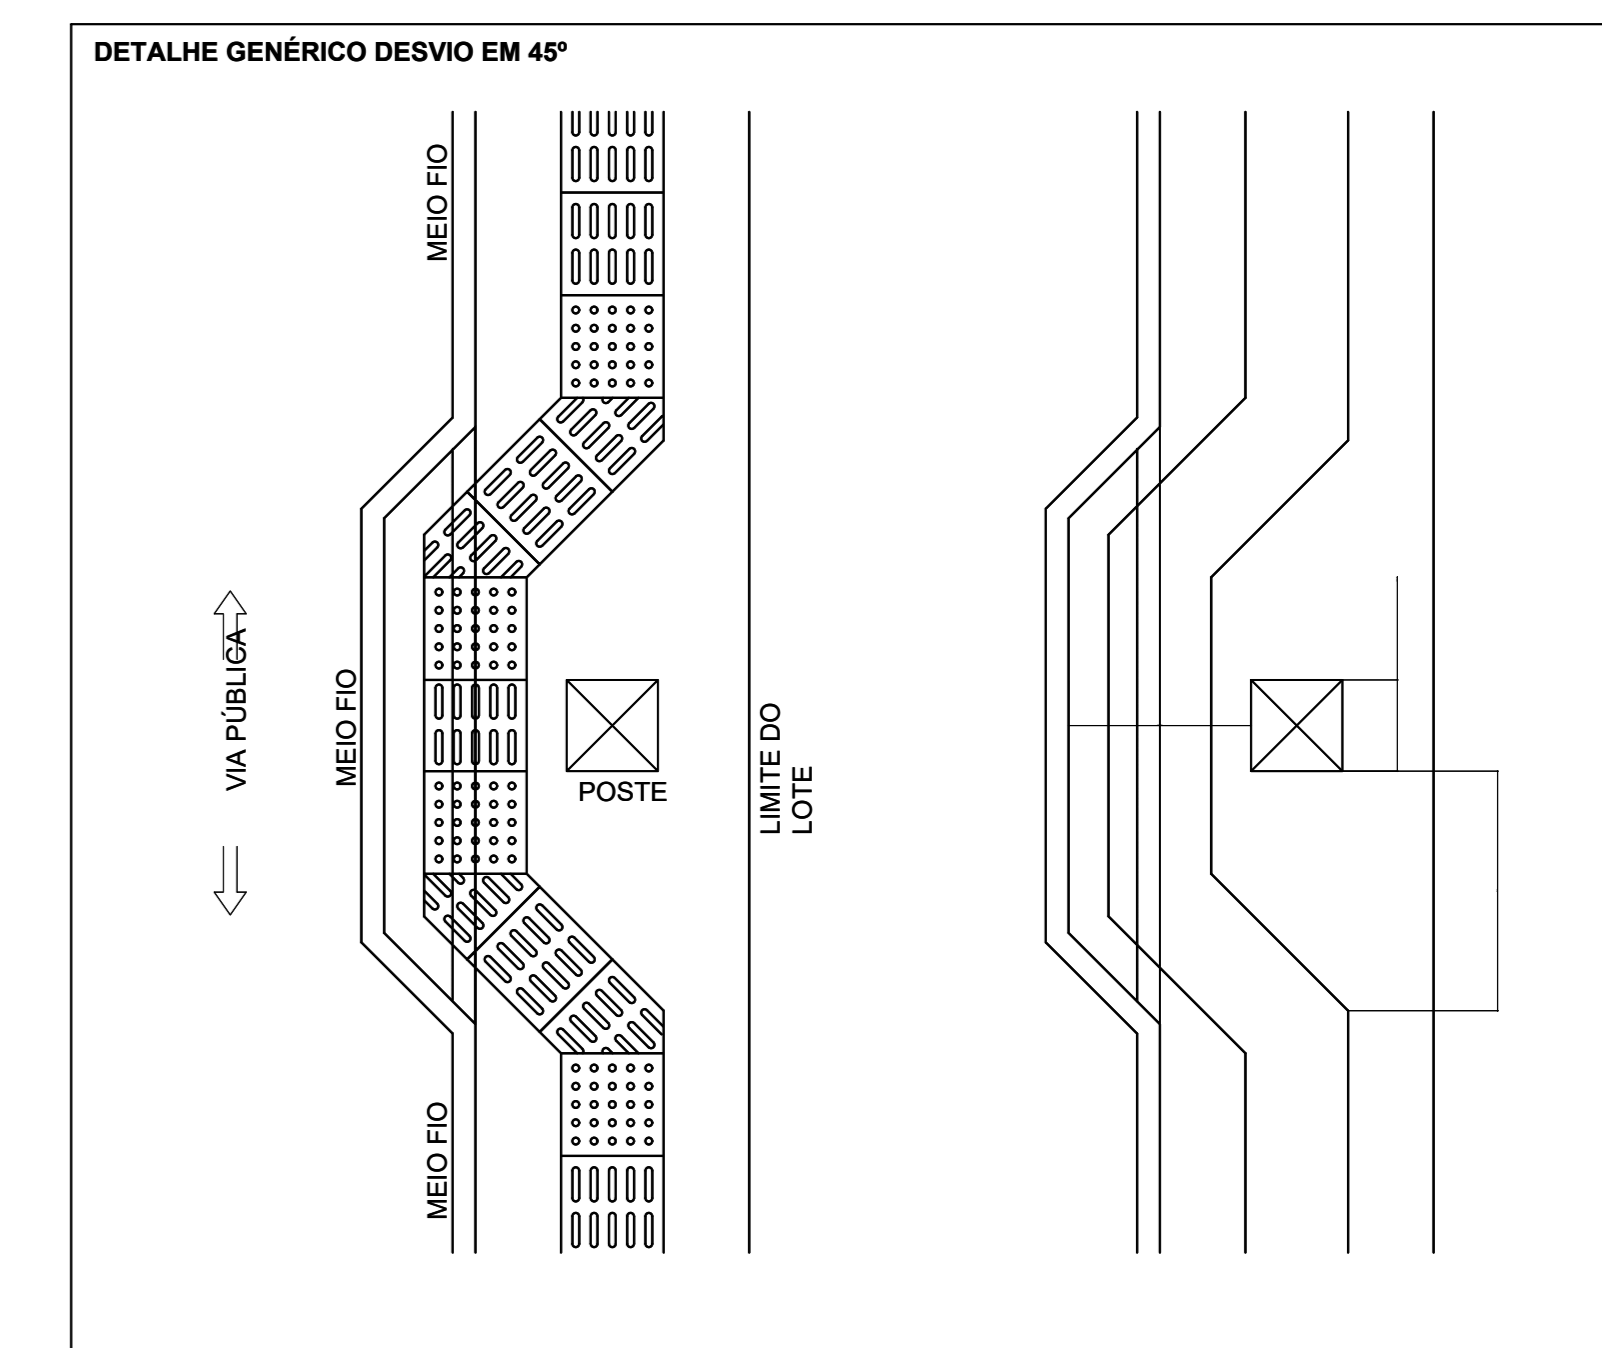 DETALHE GENÉRICO DESVIO EM 45º
MEIO FIO
VIA PÚBLICA
MEIO FIO
POSTE
LIMITE DO
LOTE
MEIO FIO